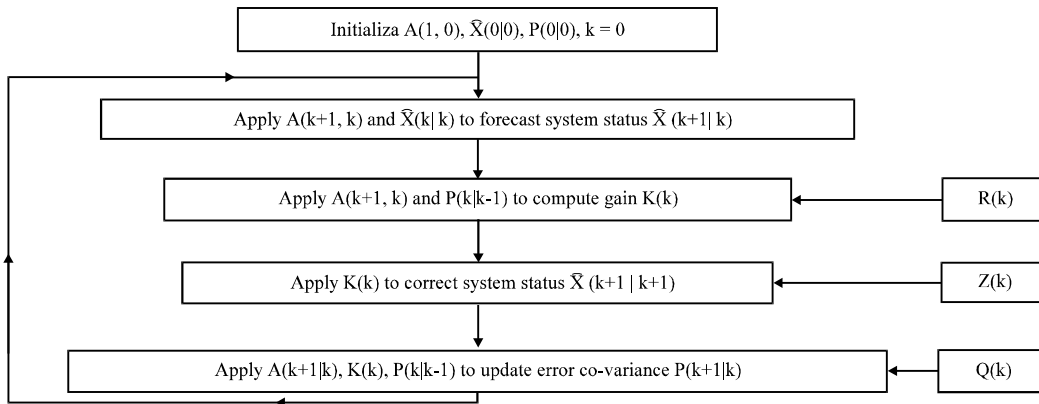 Initializa A(1, 0), X̂(0|0), P(0|0), k = 0
Apply A(k+1, k) and X̂(k| k) to forecast system status X̂ (k+1| k)
Apply A(k+1, k) and P(k|k-1) to compute gain K(k)
R(k)
Apply K(k) to correct system status X̂ (k+1 | k+1)
Z(k)
Apply A(k+1|k), K(k), P(k|k-1) to update error co-variance P(k+1|k)
Q(k)